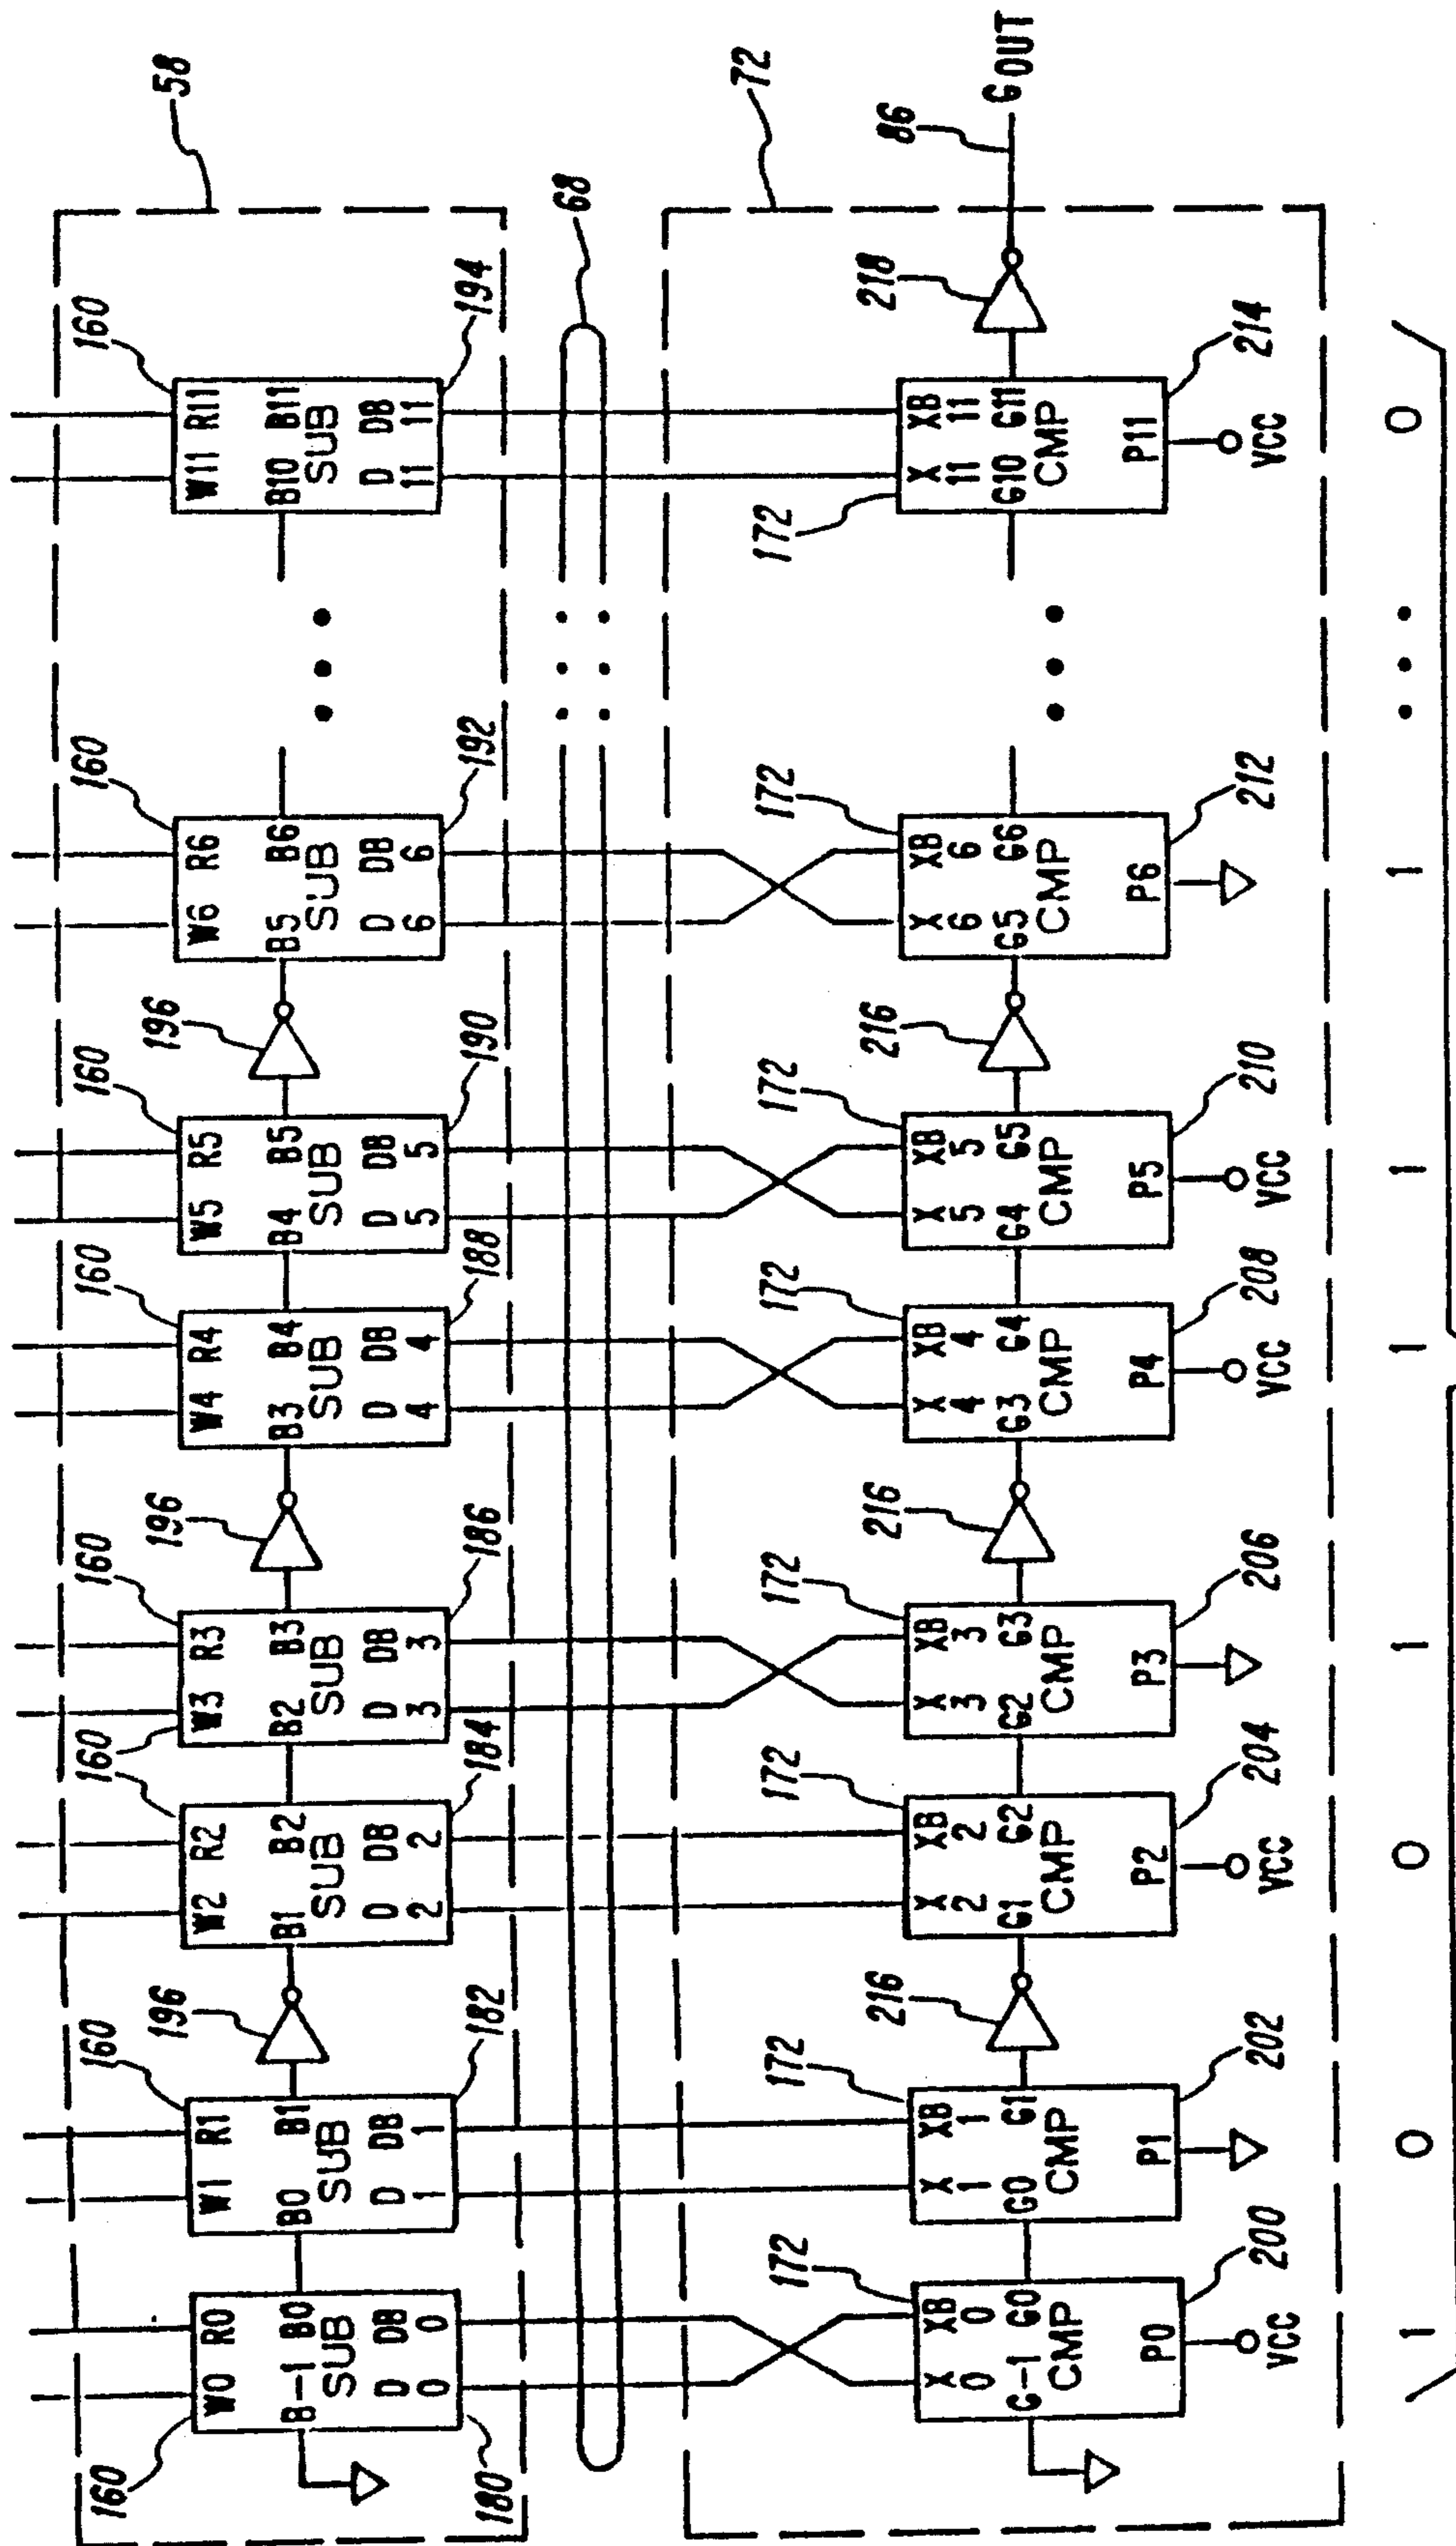 58
160 160 160 160 160 160 160 160 160
W0 R0 W1 R1 W2 R2 W3 R3 W4 R4 W5 R5 W6 R6 W11 R11
B-1 B0 B0 B1 B1 B2 B2 B3 B3 B4 B4 B5 B5 B6 B10 B11
196 196 196 196
SUB SUB SUB SUB SUB SUB SUB SUB
D DB D DB D DB D DB D DB D DB D DB D DB
0 0 1 1 2 2 3 3 4 4 5 5 6 6 11 11
180 182 184 186 188 190 192 194
68
72
172 172 172 172 172 172 172 172
X XB X XB X XB X XB X XB X XB X XB X XB
0 0 1 1 2 2 3 3 4 4 5 5 6 6 11 11
216 216 216 216 218 86
G-1 G0 G0 G1 G1 G2 G2 G3 G3 G4 G4 G5 G5 G6 G10 G11 GOUT
CMP CMP CMP CMP CMP CMP CMP CMP
P0 P1 P2 P3 P4 P5 P6 P11
200 202 204 206 208 210 212 214
VCC VCC VCC VCC VCC
1 0 0 1 1 1 1 ... 0